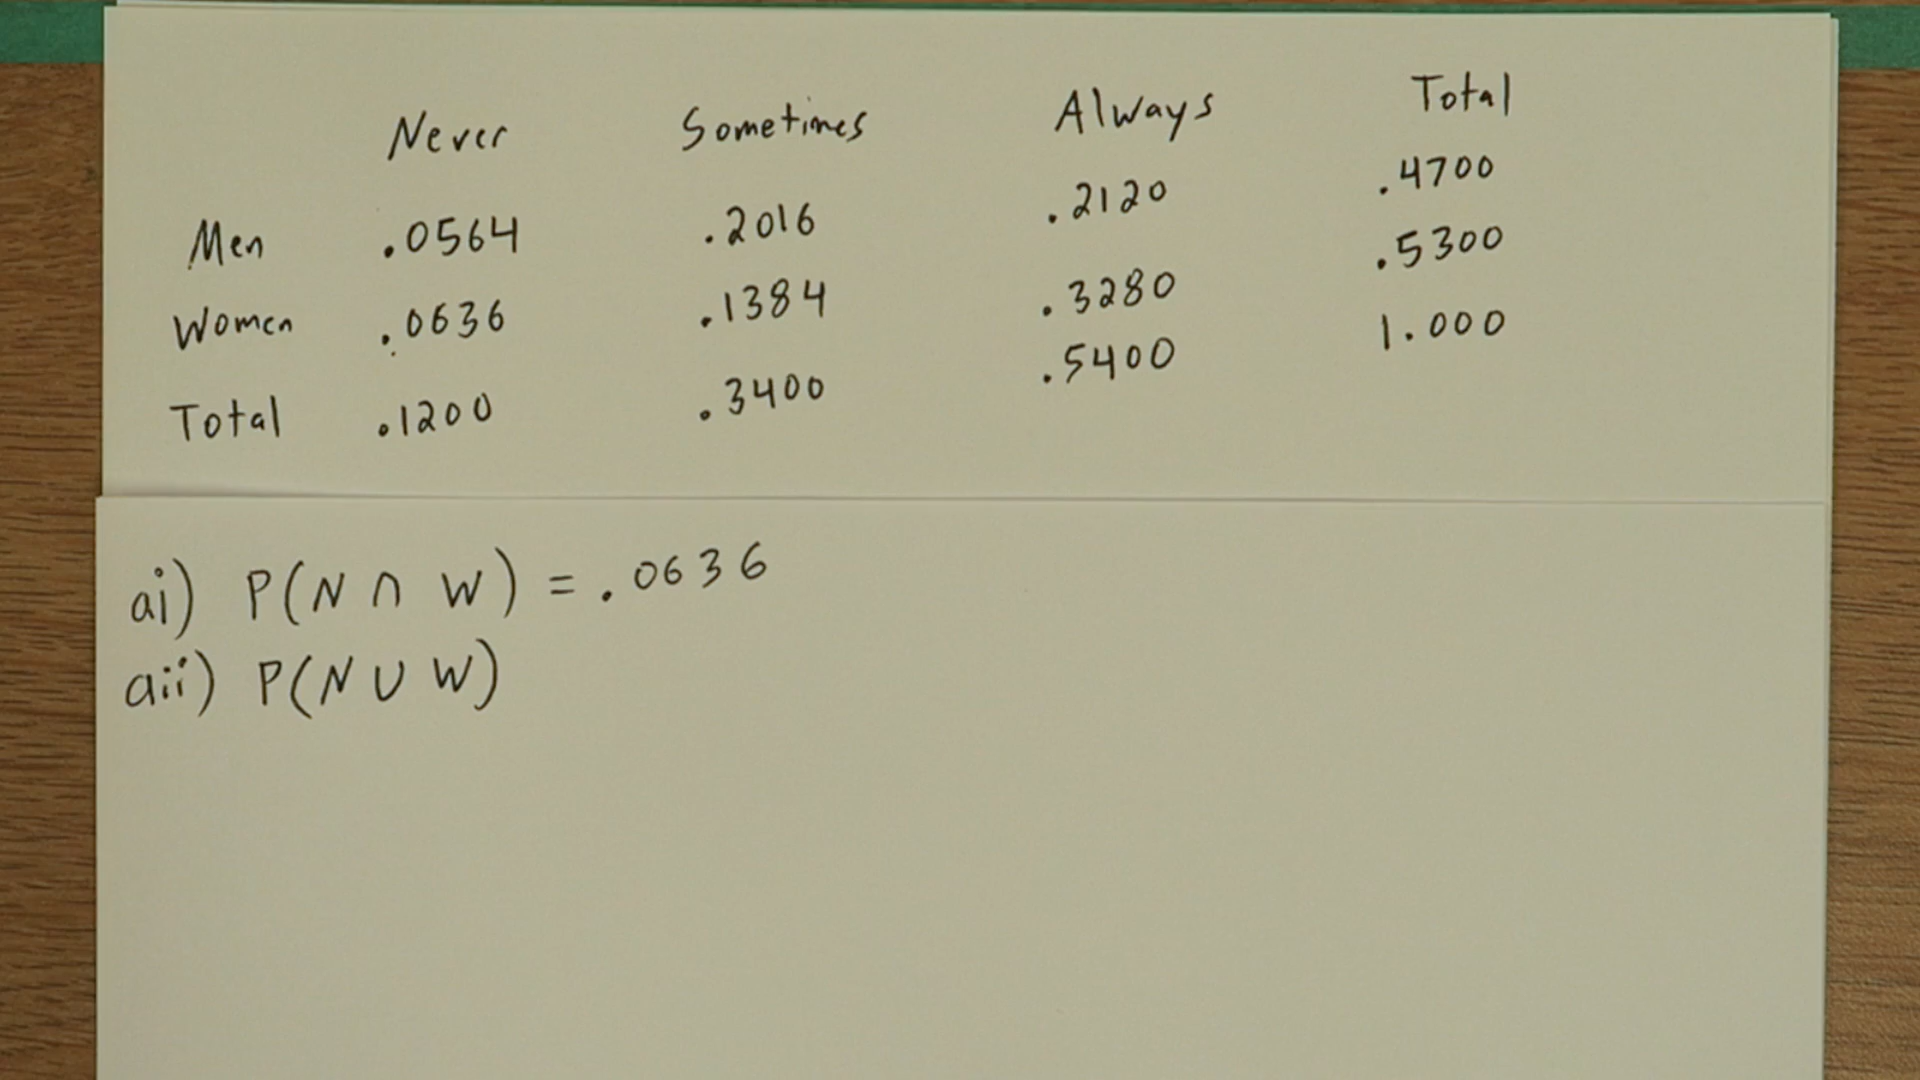 Never Sometimes Always Total
Men .0564 .2016 .2120 .4700
Women .0636 .1384 .3280 .5300
Total .1200 .3400 .5400 1.000
ai) P(N ∩ W) = .0636
aii) P(N ∪ W)